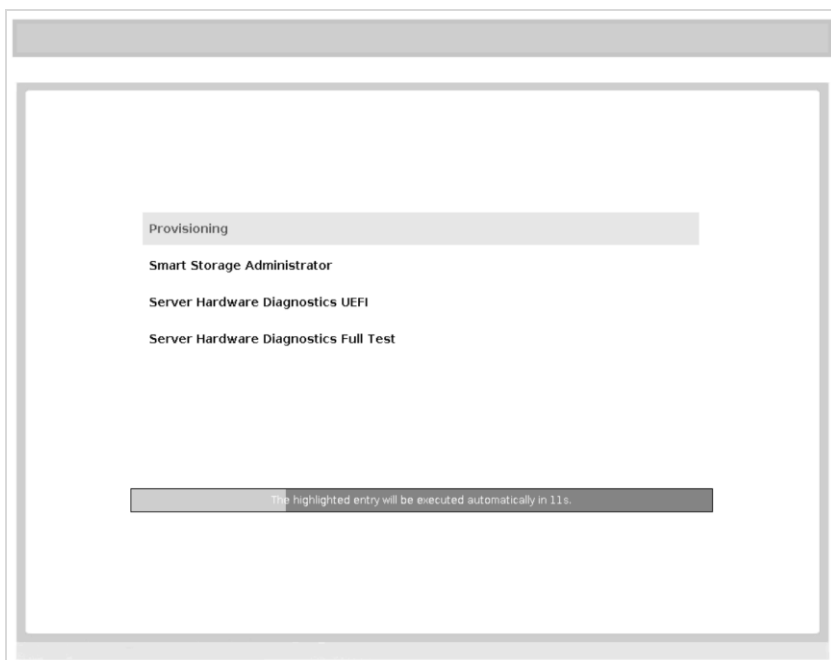 Provisioning
Smart Storage Administrator
Server Hardware Diagnostics UEFI
Server Hardware Diagnostics Full Test
The highlighted entry will be executed automatically in 11s.